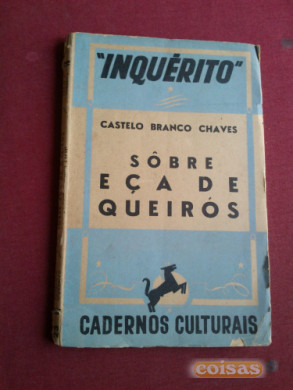 "INQUÉRITO"
CASTELO BRANCO CHAVES
SÔBRE
EÇA DE
QUEIRÓS
CADERNOS CULTURAIS
coisas